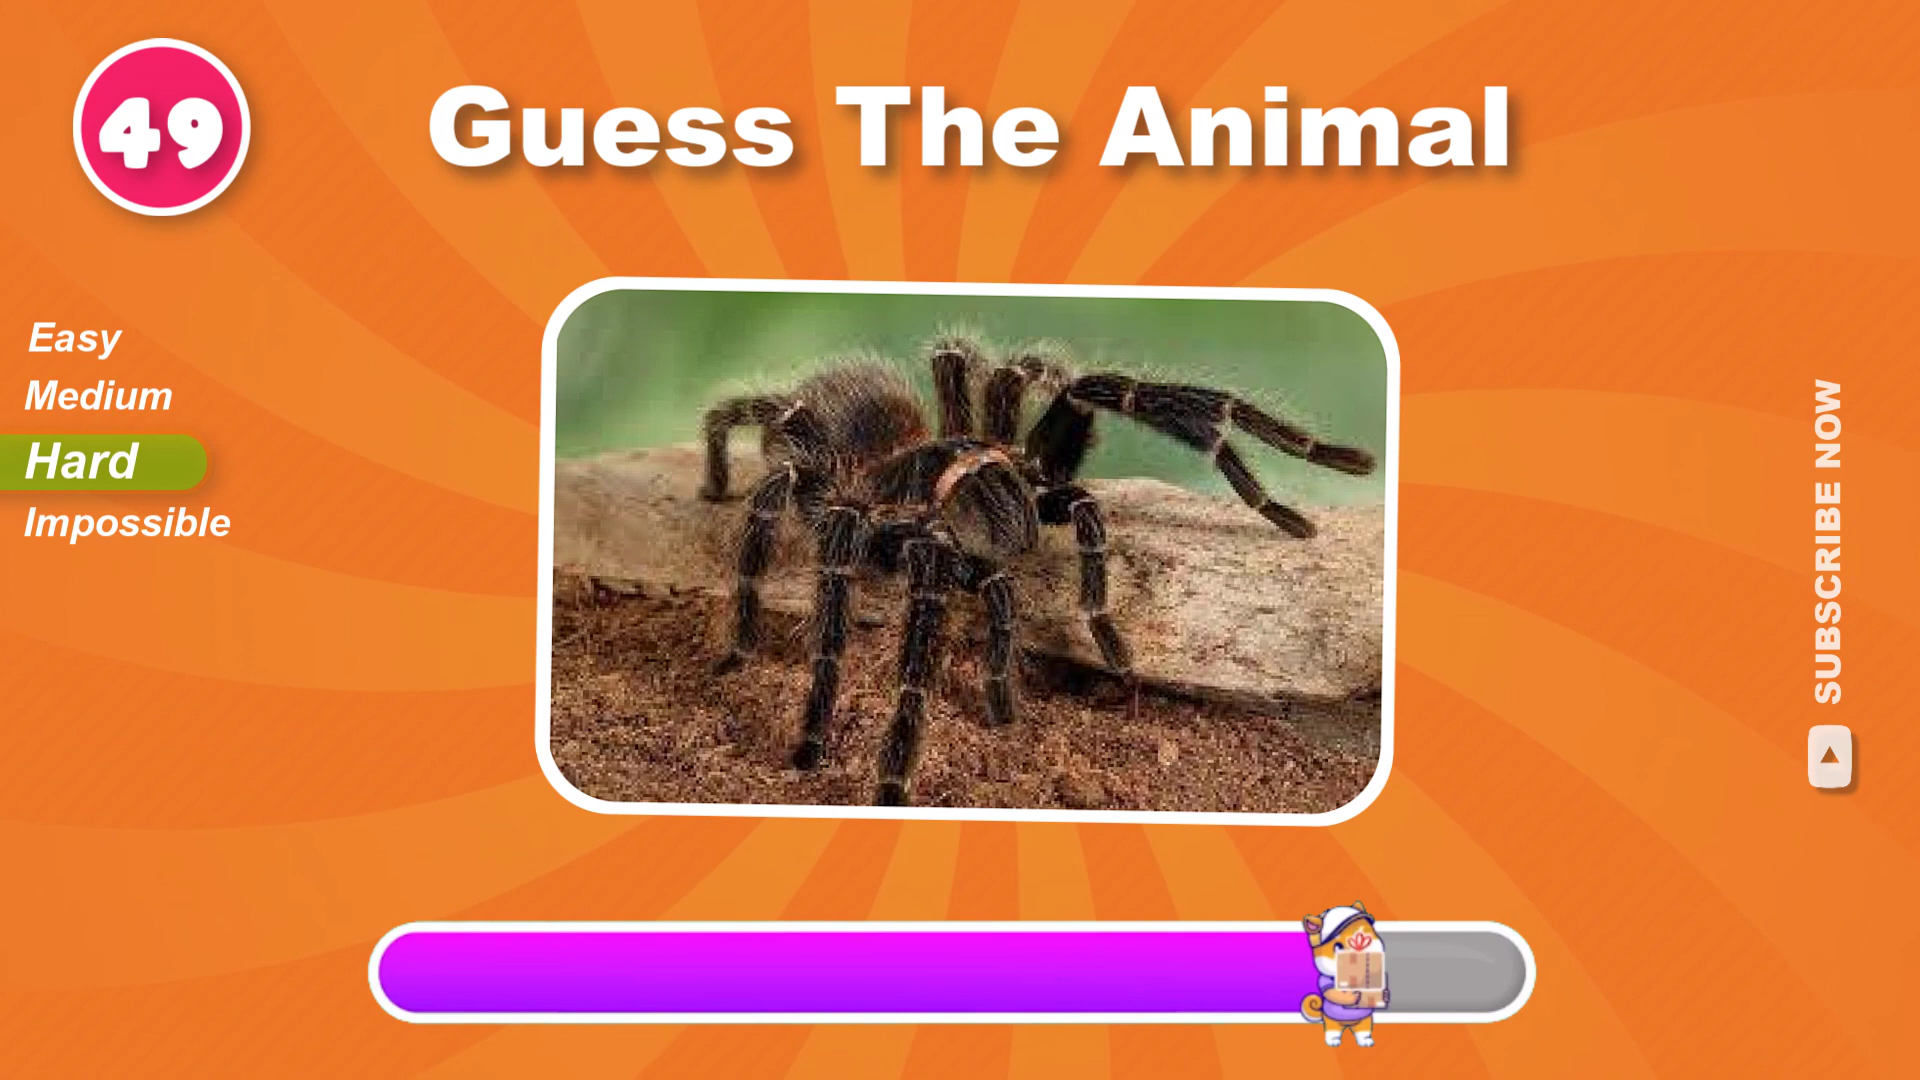 49
Guess The Animal
Easy
Medium
Hard
Impossible
SUBSCRIBE NOW